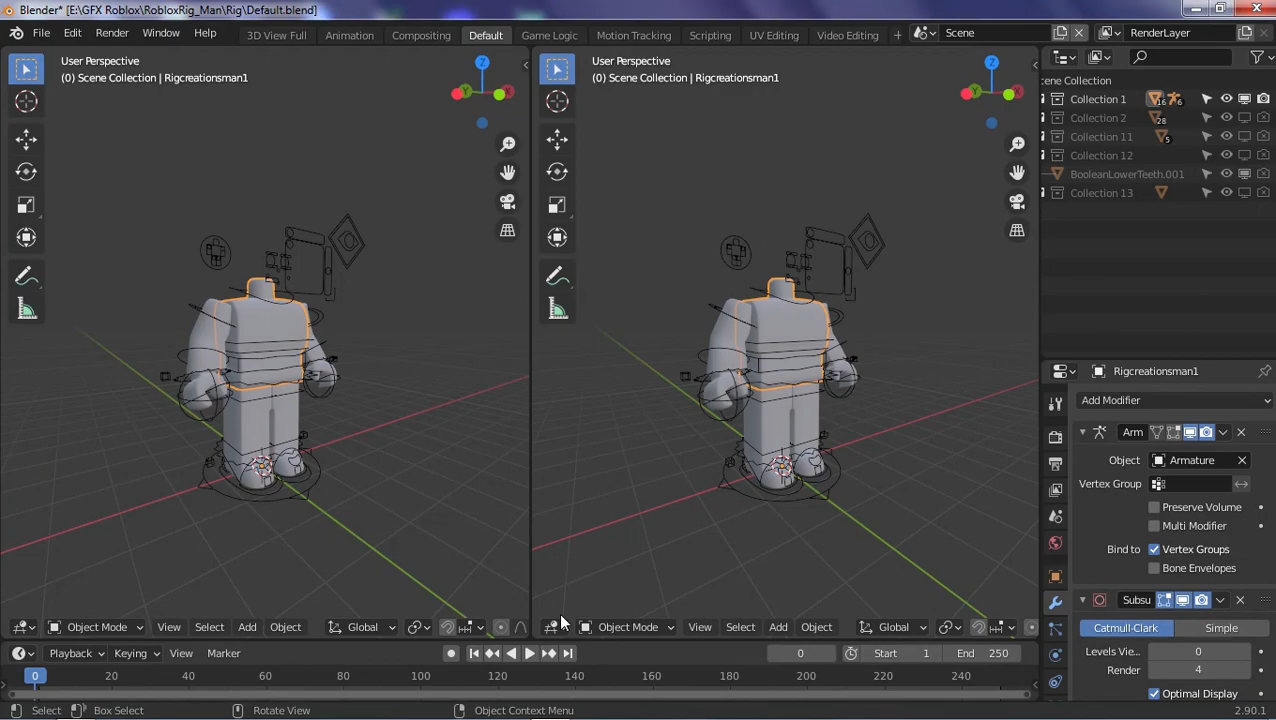 Blender* [E:\GFX Roblox\RobloxRig_Man\Rig\Default.blend]
File Edit Render Window Help 3D View Full Animation Compositing Default Game Logic Motion Tracking Scripting UV Editing Video Editing + Scene RenderLayer
User Perspective
(0) Scene Collection | Rigcreationsman1
Z
Y
X
User Perspective
(0) Scene Collection | Rigcreationsman1
Z
Y
X
cene Collection
Collection 1 16 6
Collection 2 28
Collection 11 5
Collection 12
BooleanLowerTeeth.001
Collection 13
Rigcreationsman1
Add Modifier
Arm
Object Armature
Vertex Group
Preserve Volume
Multi Modifier
Bind to Vertex Groups
Bone Envelopes
Subsu
Catmull-Clark Simple
Levels Vie... 0
Render 4
Optimal Display
Object Mode View Select Add Object Global
Object Mode View Select Add Object Global
Playback Keying View Marker 0 Start 1 End 250
0 20 40 60 80 100 120 140 160 180 200 220 240
Select Box Select Rotate View Object Context Menu 2.90.1